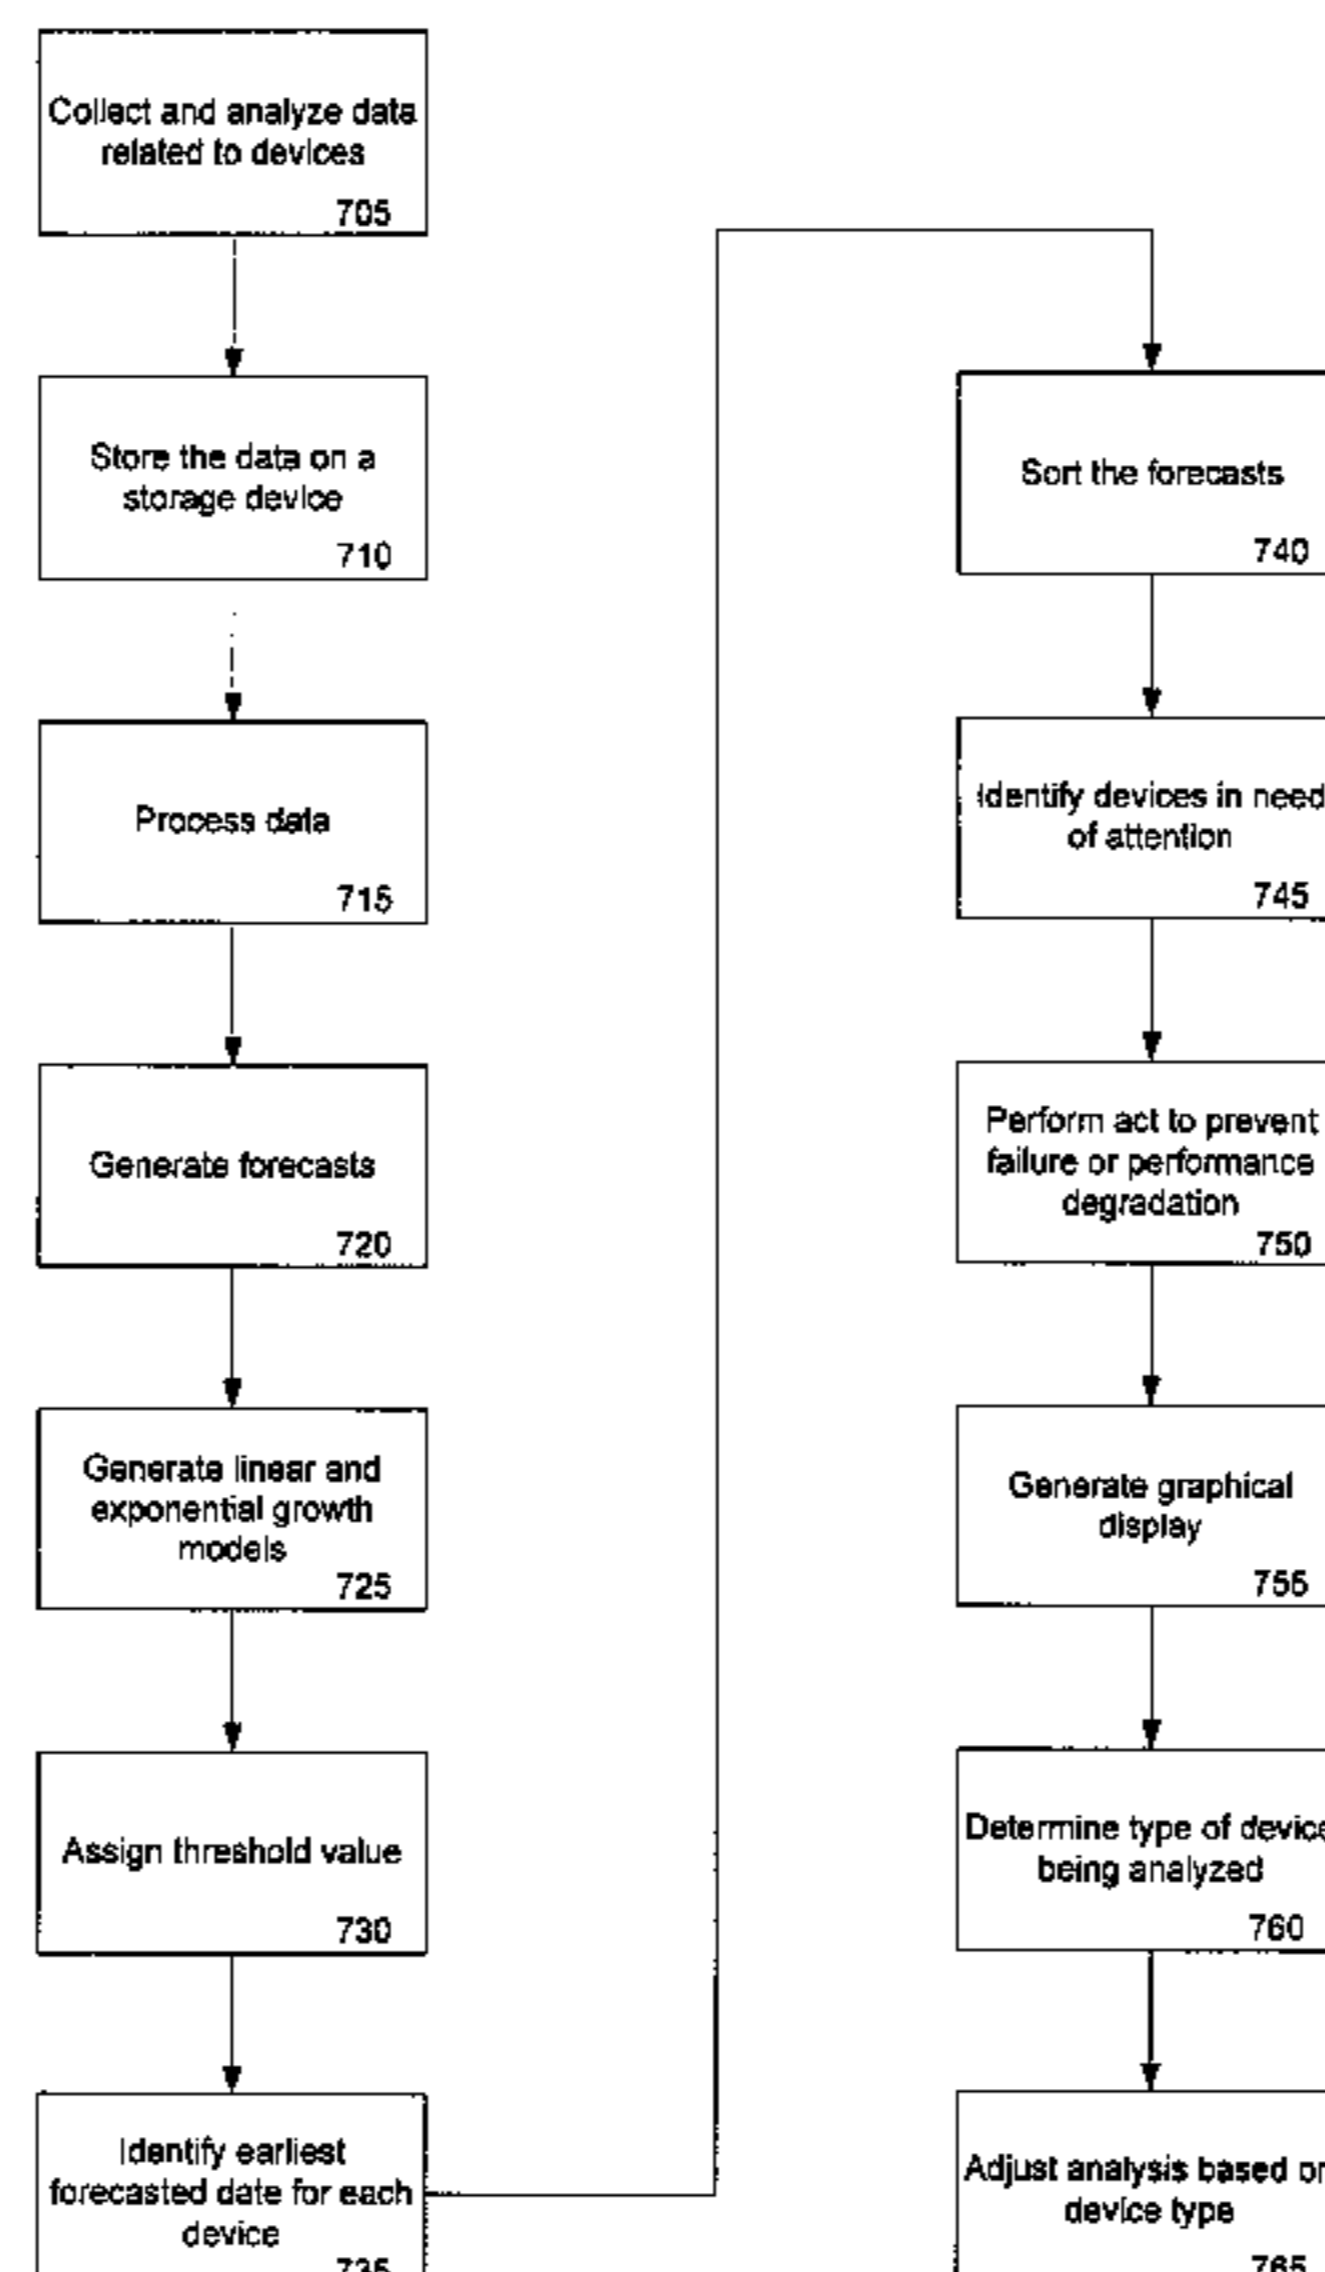 Collect and analyze data
related to devices
705
Store the data on a
storage device
710
Process data
715
Generate forecasts
720
Generate linear and
exponential growth
models
725
Assign threshold value
730
Identify earliest
forecasted date for each
device
735
Sort the forecasts
740
Identify devices in need
of attention
745
Perform act to prevent
failure or performance
degradation
750
Generate graphical
display
755
Determine type of device
being analyzed
760
Adjust analysis based on
device type
765